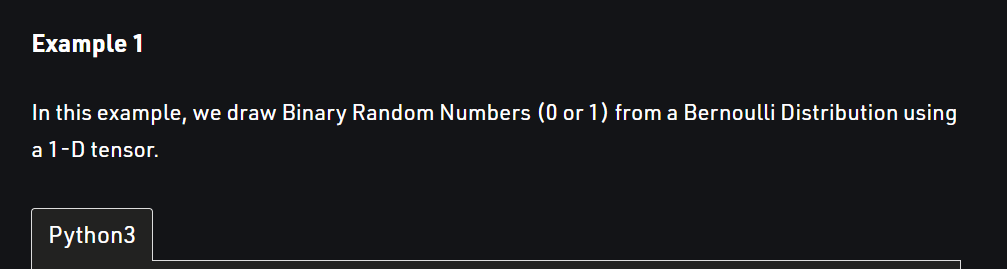 Example 1
In this example, we draw Binary Random Numbers (0 or 1) from a Bernoulli Distribution using
a 1-D tensor.
Python3